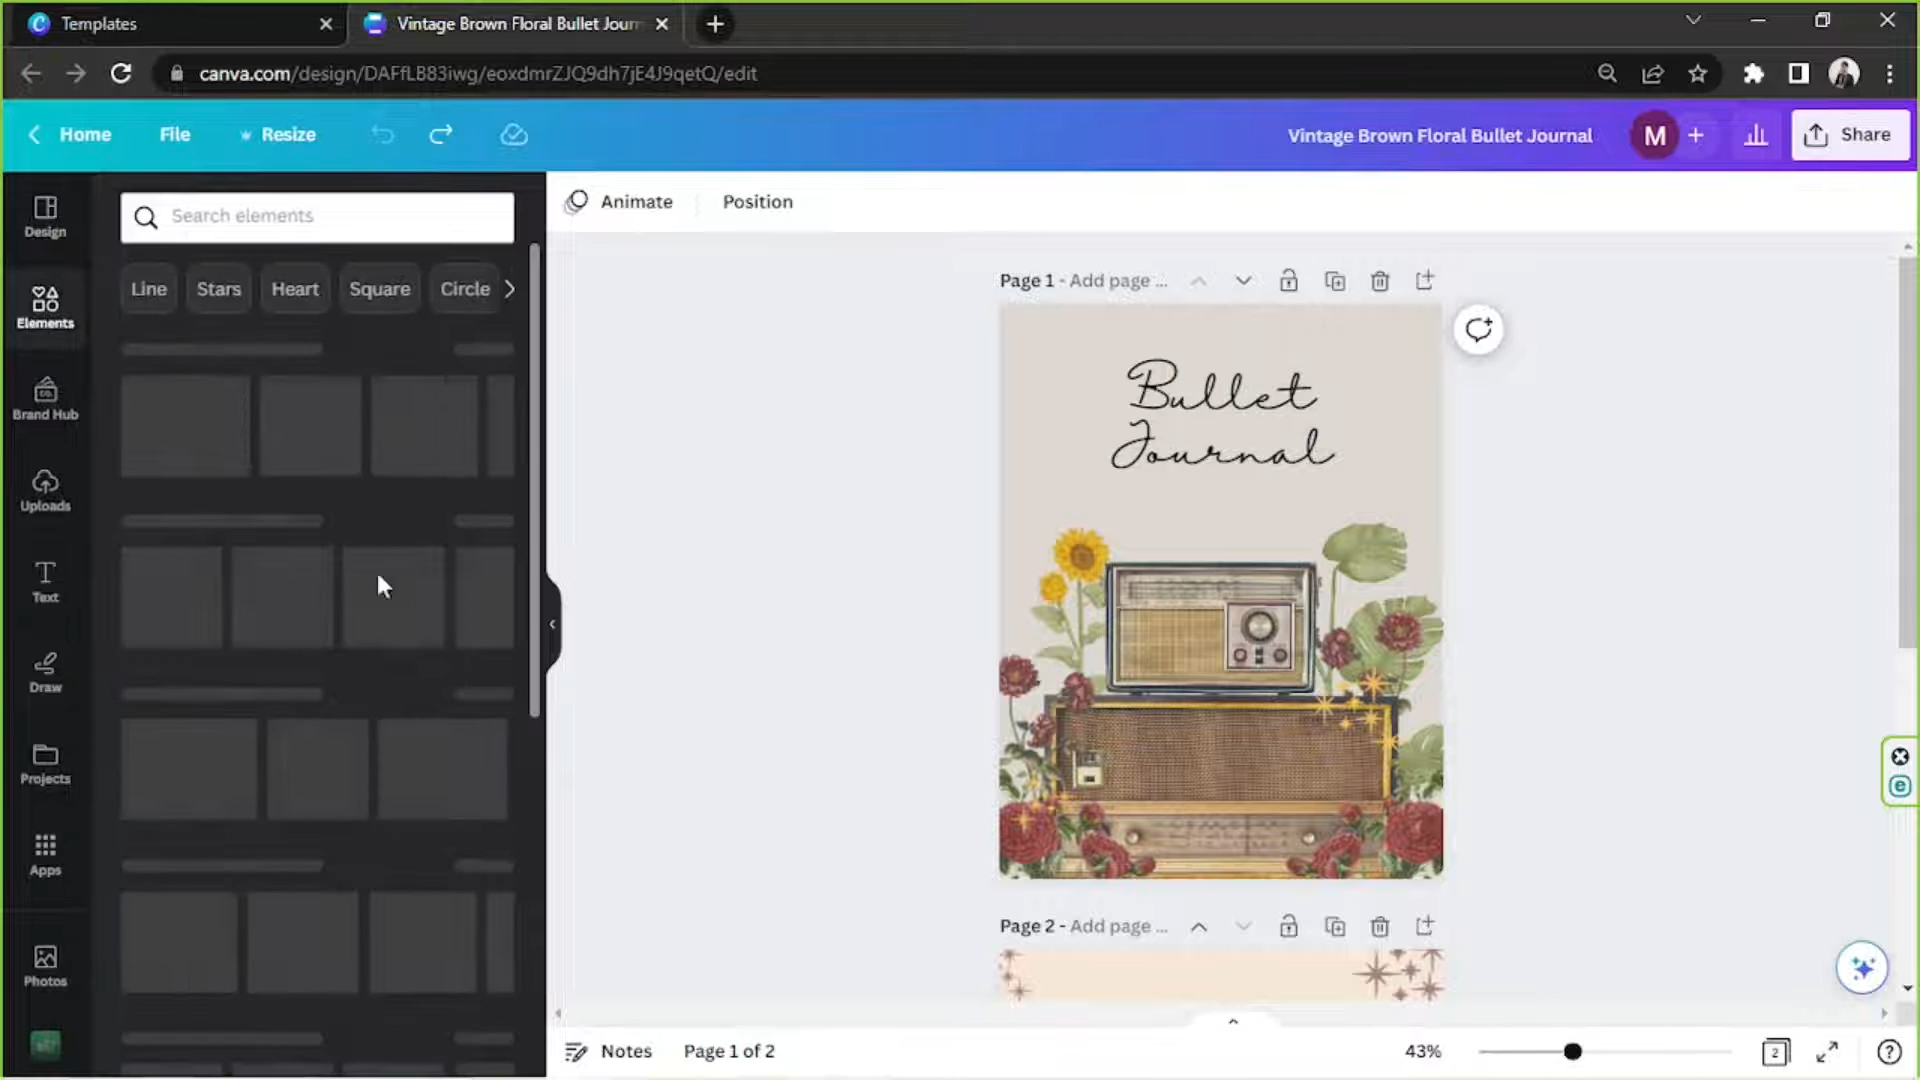 Templates
Vintage Brown Floral Bullet Journ
canva.com/design/DAFfLB83iwg/eoxdmrZJQ9dh7jE4J9qetQ/edit
Home
File
Resize
Vintage Brown Floral Bullet Journal
M
Share
Design
Elements
Brand Hub
Uploads
Text
Draw
Projects
Apps
Photos
Search elements
Line
Stars
Heart
Square
Circle
Animate
Position
Page 1 - Add page ...
Bullet
Journal
Page 2 - Add page ...
Notes
Page 1 of 2
43%
2